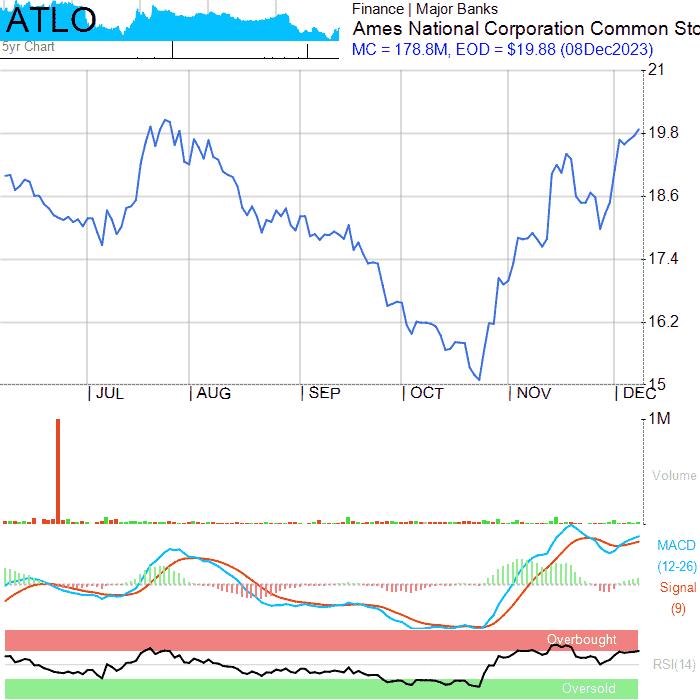 ATLO
5yr Chart
Finance | Major Banks
Ames National Corporation Common Sto
MC = 178.8M, EOD = $19.88 (08Dec2023)
21
19.8
18.6
17.4
16.2
15
JUL AUG SEP OCT NOV DEC
1M
Volume
MACD
(12-26)
Signal
(9)
Overbought
RSI(14)
Oversold